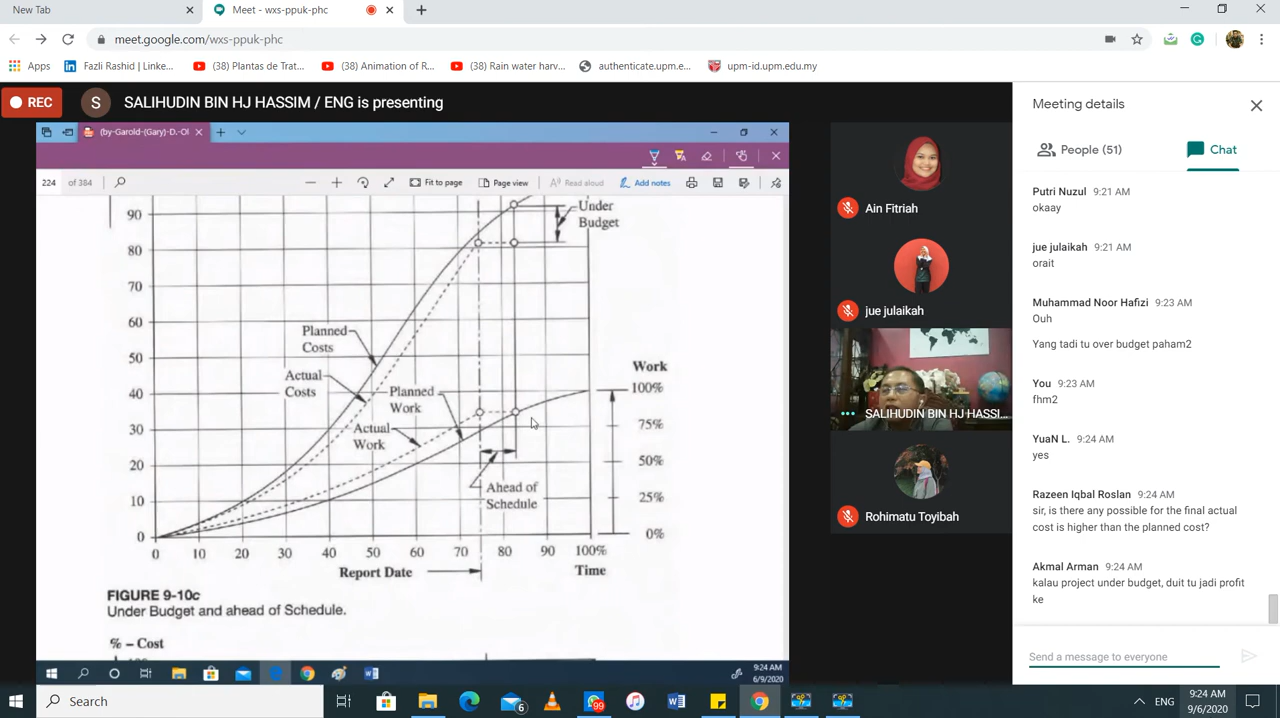 New Tab
Meet - wxs-ppuk-phc
meet.google.com/wxs-ppuk-phc
Apps
Fazli Rashid | Linke...
(38) Plantas de Trat...
(38) Animation of R...
(38) Rain water harv...
authenticate.upm.e...
upm-id.upm.edu.my
REC
S
SALIHUDIN BIN HJ HASSIM / ENG is presenting
(by-Garold-(Gary)-D.-Ol
224 of 384
Fit to page
Page view
Read aloud
Add notes
90
80
70
60
50
40
30
20
10
0
Under
Budget
Planned
Costs
Actual
Costs
Planned
Work
Actual
Work
Ahead of
Schedule
Work
100%
75%
50%
25%
0%
0 10 20 30 40 50 60 70 80 90 100%
Report Date
Time
FIGURE 9-10c
Under Budget and ahead of Schedule.
% – Cost
9:24 AM
6/9/2020
Ain Fitriah
jue julaikah
SALIHUDIN BIN HJ HASSI...
Rohimatu Toyibah
Meeting details
People (51)
Chat
Putri Nuzul 9:21 AM
okaay
jue julaikah 9:21 AM
orait
Muhammad Noor Hafizi 9:23 AM
Ouh
Yang tadi tu over budget paham2
You 9:23 AM
fhm2
YuaN L. 9:24 AM
yes
Razeen Iqbal Roslan 9:24 AM
sir, is there any possible for the final actual
cost is higher than the planned cost?
Akmal Arman 9:24 AM
kalau project under budget, duit tu jadi profit
ke
Send a message to everyone
Search
6
99
ENG
9:24 AM
9/6/2020